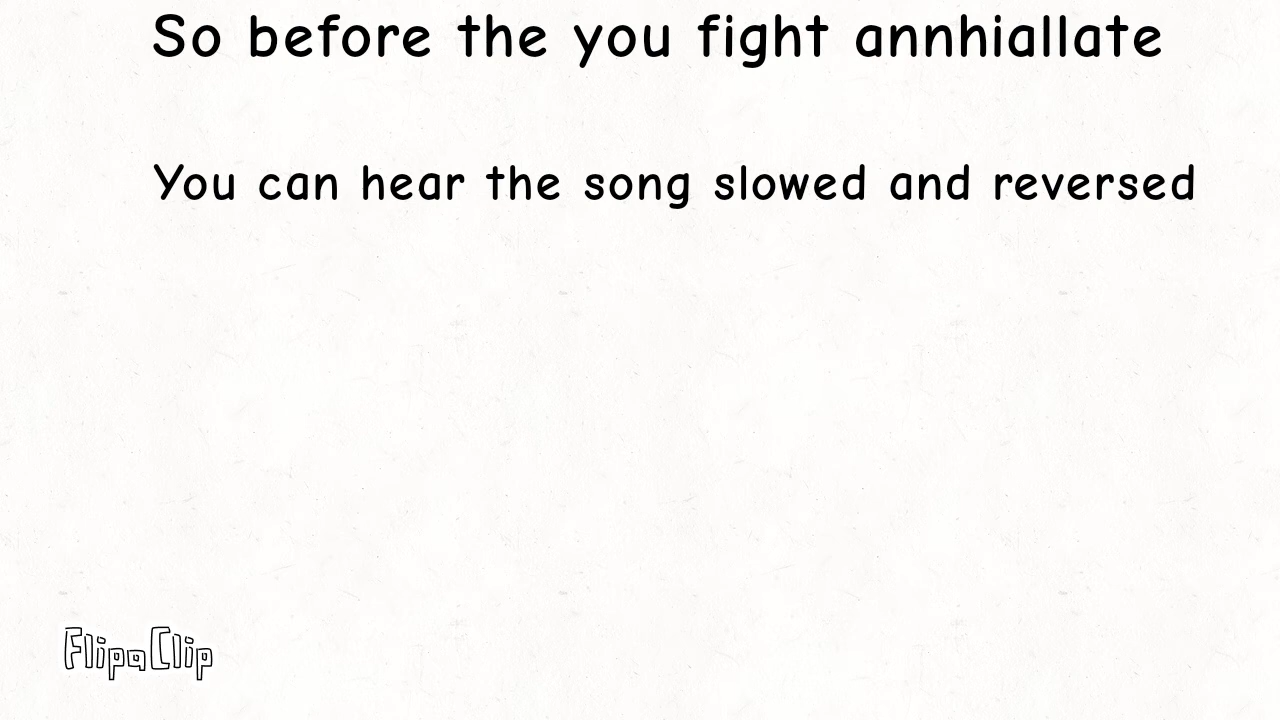 So before the you fight annhiallate
You can hear the song slowed and reversed
FlipaClip